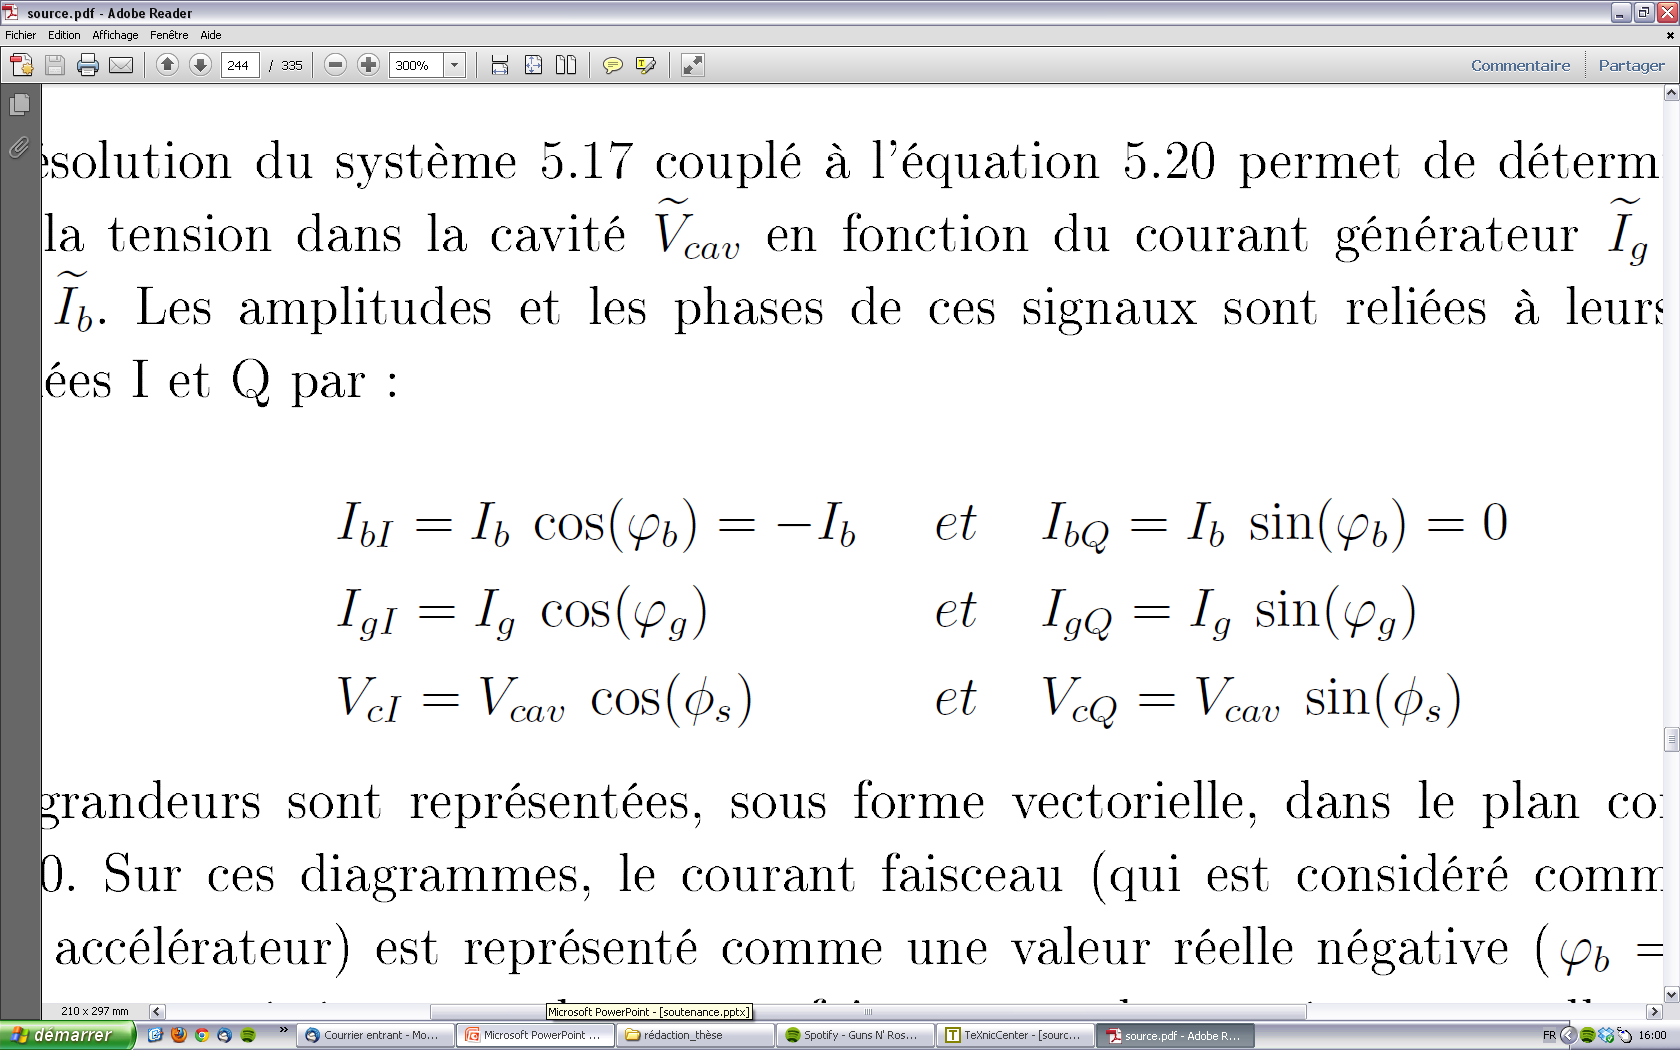 source.pdf - Adobe Reader
Fichier Edition Affichage Fenêtre Aide
244 / 335 300% Commentaire Partager
ésolution du système 5.17 couplé à l'équation 5.20 permet de déterm
la tension dans la cavité Ṽcav en fonction du courant générateur Ĩg
Ĩb. Les amplitudes et les phases de ces signaux sont reliées à leurs
ées I et Q par :
IbI = Ib cos(φb) = −Ib et IbQ = Ib sin(φb) = 0
IgI = Ig cos(φg) et IgQ = Ig sin(φg)
VcI = Vcav cos(ϕs) et VcQ = Vcav sin(ϕs)
grandeurs sont représentées, sous forme vectorielle, dans le plan co
0. Sur ces diagrammes, le courant faisceau (qui est considéré comm
accélérateur) est représenté comme une valeur réelle négative (φb =
210 x 297 mm
Microsoft PowerPoint - [soutenance.pptx]
démarrer » Courrier entrant - Mo... Microsoft PowerPoint ... rédaction_thèse Spotify - Guns N' Ros... TeXnicCenter - [sourc... source.pdf - Adobe R... FR 16:00